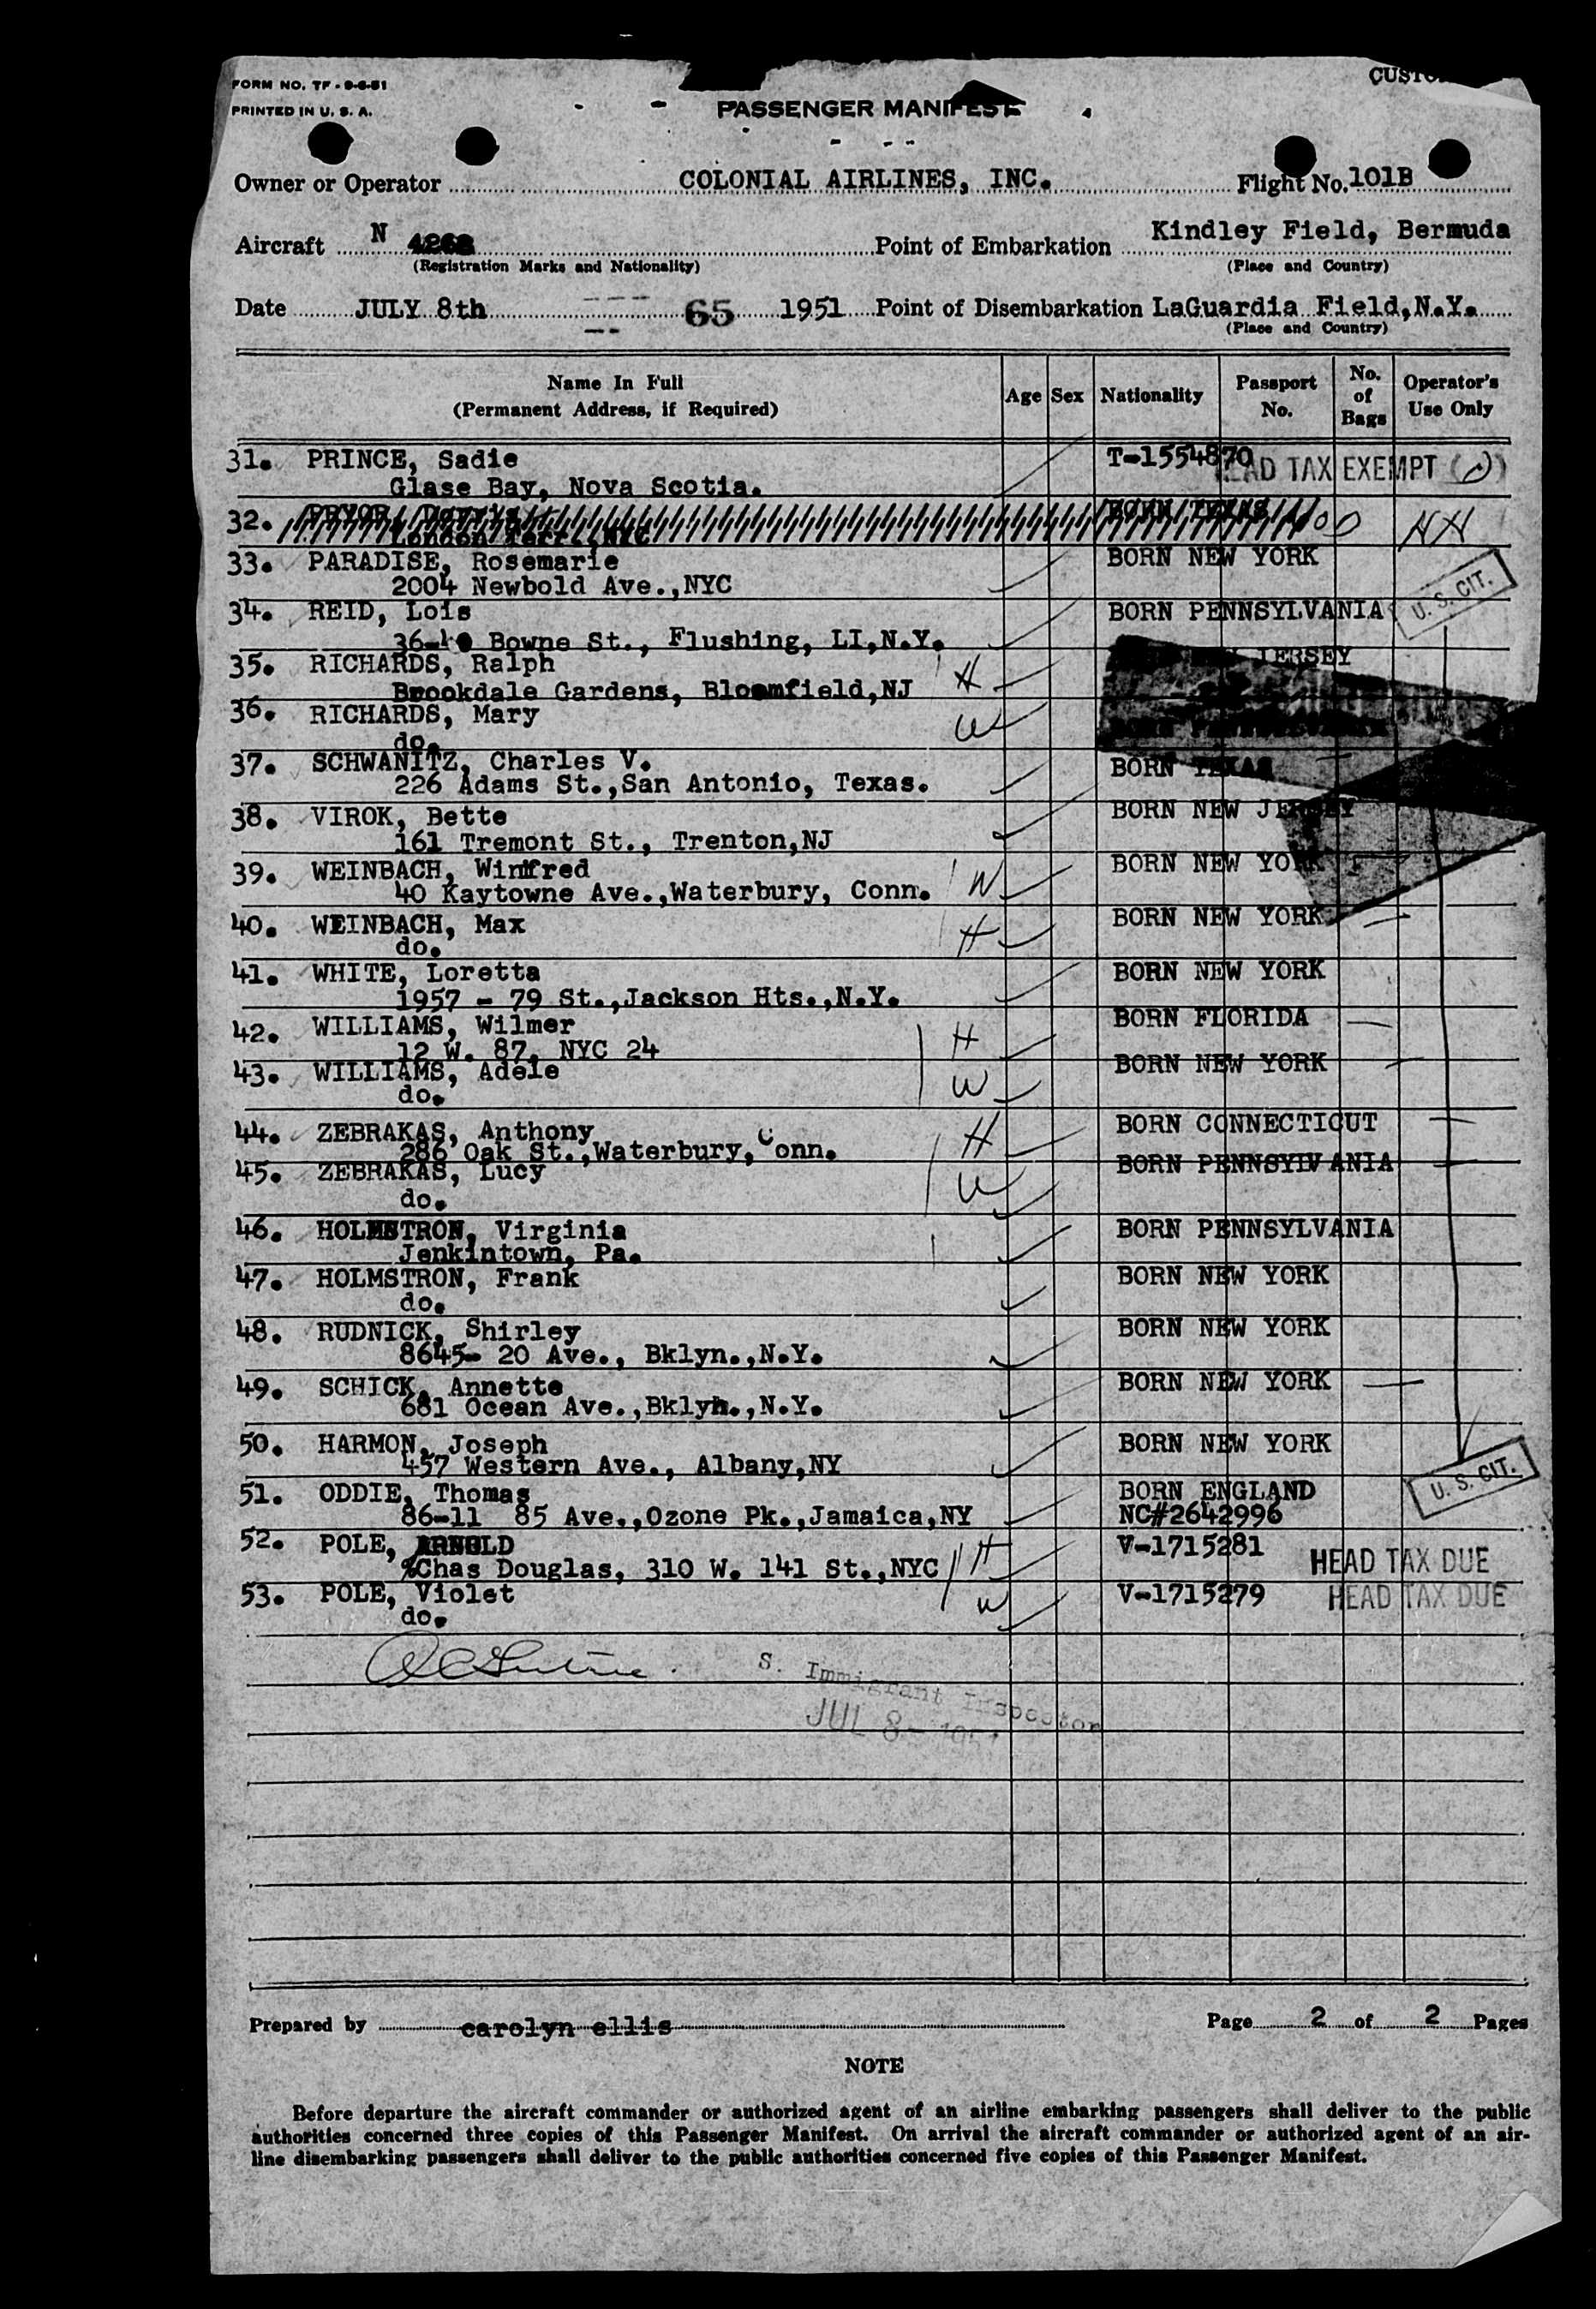 FORM NO. TF - 9-6-51
PRINTED IN U. S. A.
PASSENGER MANIFEST
Owner or Operator COLONIAL AIRLINES, INC. Flight No. 101B
Aircraft N Point of Embarkation Kindley Field, Bermuda
(Registration Marks and Nationality) (Place and Country)
Date JULY 8th 65 1951 Point of Disembarkation LaGuardia Field,N.Y.
(Place and Country)
Name In Full
(Permanent Address, if Required)
Age Sex Nationality Passport No. No. of Bags Operator's Use Only
31. PRINCE, Sadie T-1554870 TAX EXEMPT
Glase Bay, Nova Scotia.
32.
33. PARADISE, Rosemarie BORN NEW YORK
2004 Newbold Ave.,NYC
34. REID, Lois BORN PENNSYLVANIA U. S. CIT.
Bowne St., Flushing, LI,N.Y.
35. RICHARDS, Ralph H JERSEY
Brookdale Gardens, Bloomfield,NJ
36. RICHARDS, Mary W
do.
37. SCHWANITZ, Charles V. BORN TEXAS
226 Adams St.,San Antonio, Texas.
38. VIROK, Bette BORN NEW JERSEY
161 Tremont St., Trenton,NJ
39. WEINBACH, Winifred W BORN NEW YORK
40 Kaytowne Ave.,Waterbury, Conn.
40. WEINBACH, Max H BORN NEW YORK
do.
41. WHITE, Loretta BORN NEW YORK
1957 - 79 St.,Jackson Hts.,N.Y.
42. WILLIAMS, Wilmer H BORN FLORIDA
12 W. 87, NYC 24
43. WILLIAMS, Adele W BORN NEW YORK
do.
44. ZEBRAKAS, Anthony H BORN CONNECTICUT
286 Oak St.,Waterbury, Conn.
45. ZEBRAKAS, Lucy W BORN PENNSYLVANIA
do.
46. HOLMSTRON, Virginia BORN PENNSYLVANIA
Jenkintown, Pa.
47. HOLMSTRON, Frank BORN NEW YORK
do.
48. RUDNICK, Shirley BORN NEW YORK
8645- 20 Ave., Bklyn.,N.Y.
49. SCHICK, Annette BORN NEW YORK
681 Ocean Ave.,Bklyn.,N.Y.
50. HARMON, Joseph BORN NEW YORK
457 Western Ave., Albany,NY U. S. CIT.
51. ODDIE, Thomas BORN ENGLAND
86-11 85 Ave.,Ozone Pk.,Jamaica,NY NC#2642996
52. POLE, ARNOLD H V-1715281 HEAD TAX DUE
%Chas Douglas, 310 W. 141 St.,NYC
53. POLE, Violet W V-1715279 HEAD TAX DUE
do.
S. Immigrant Inspector
JUL 8- 1951
Prepared by carolyn ellis Page 2 of 2 Pages
NOTE
Before departure the aircraft commander or authorized agent of an airline embarking passengers shall deliver to the public
authorities concerned three copies of this Passenger Manifest. On arrival the aircraft commander or authorized agent of an air-
line disembarking passengers shall deliver to the public authorities concerned five copies of this Passenger Manifest.